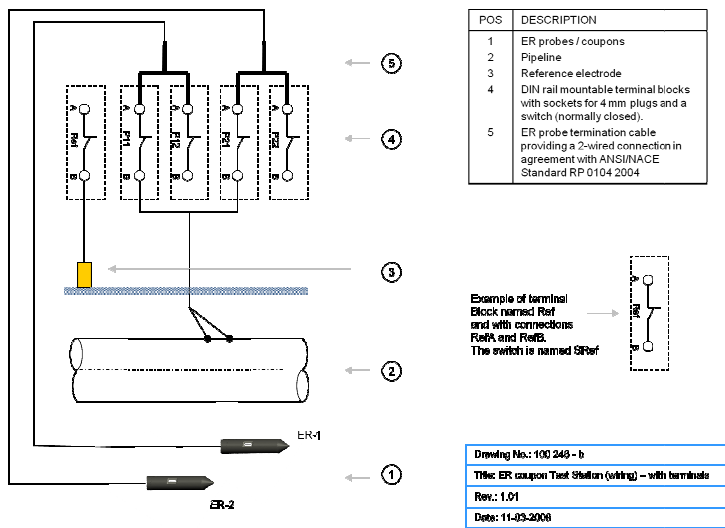 POS DESCRIPTION
1 ER probes / coupons
2 Pipeline
3 Reference electrode
4 DIN rail mountable terminal blocks
with sockets for 4 mm plugs and a
switch (normally closed).
5 ER probe termination cable
providing a 2-wired connection in
agreement with ANSI/NACE
Standard RP 0104 2004
5
A A A A A
Ref P11 P12 P21 P22
4
B B B B B
3
Example of terminal
Block named Ref
and with connections
RefA and RefB.
The switch is named SRef
A
Ref
B
2
ER-1
1
ER-2
Drawing No.: 100 246 - b
Title: ER coupon Test Station (wiring) – with terminals
Rev.: 1.01
Date: 11-03-2008